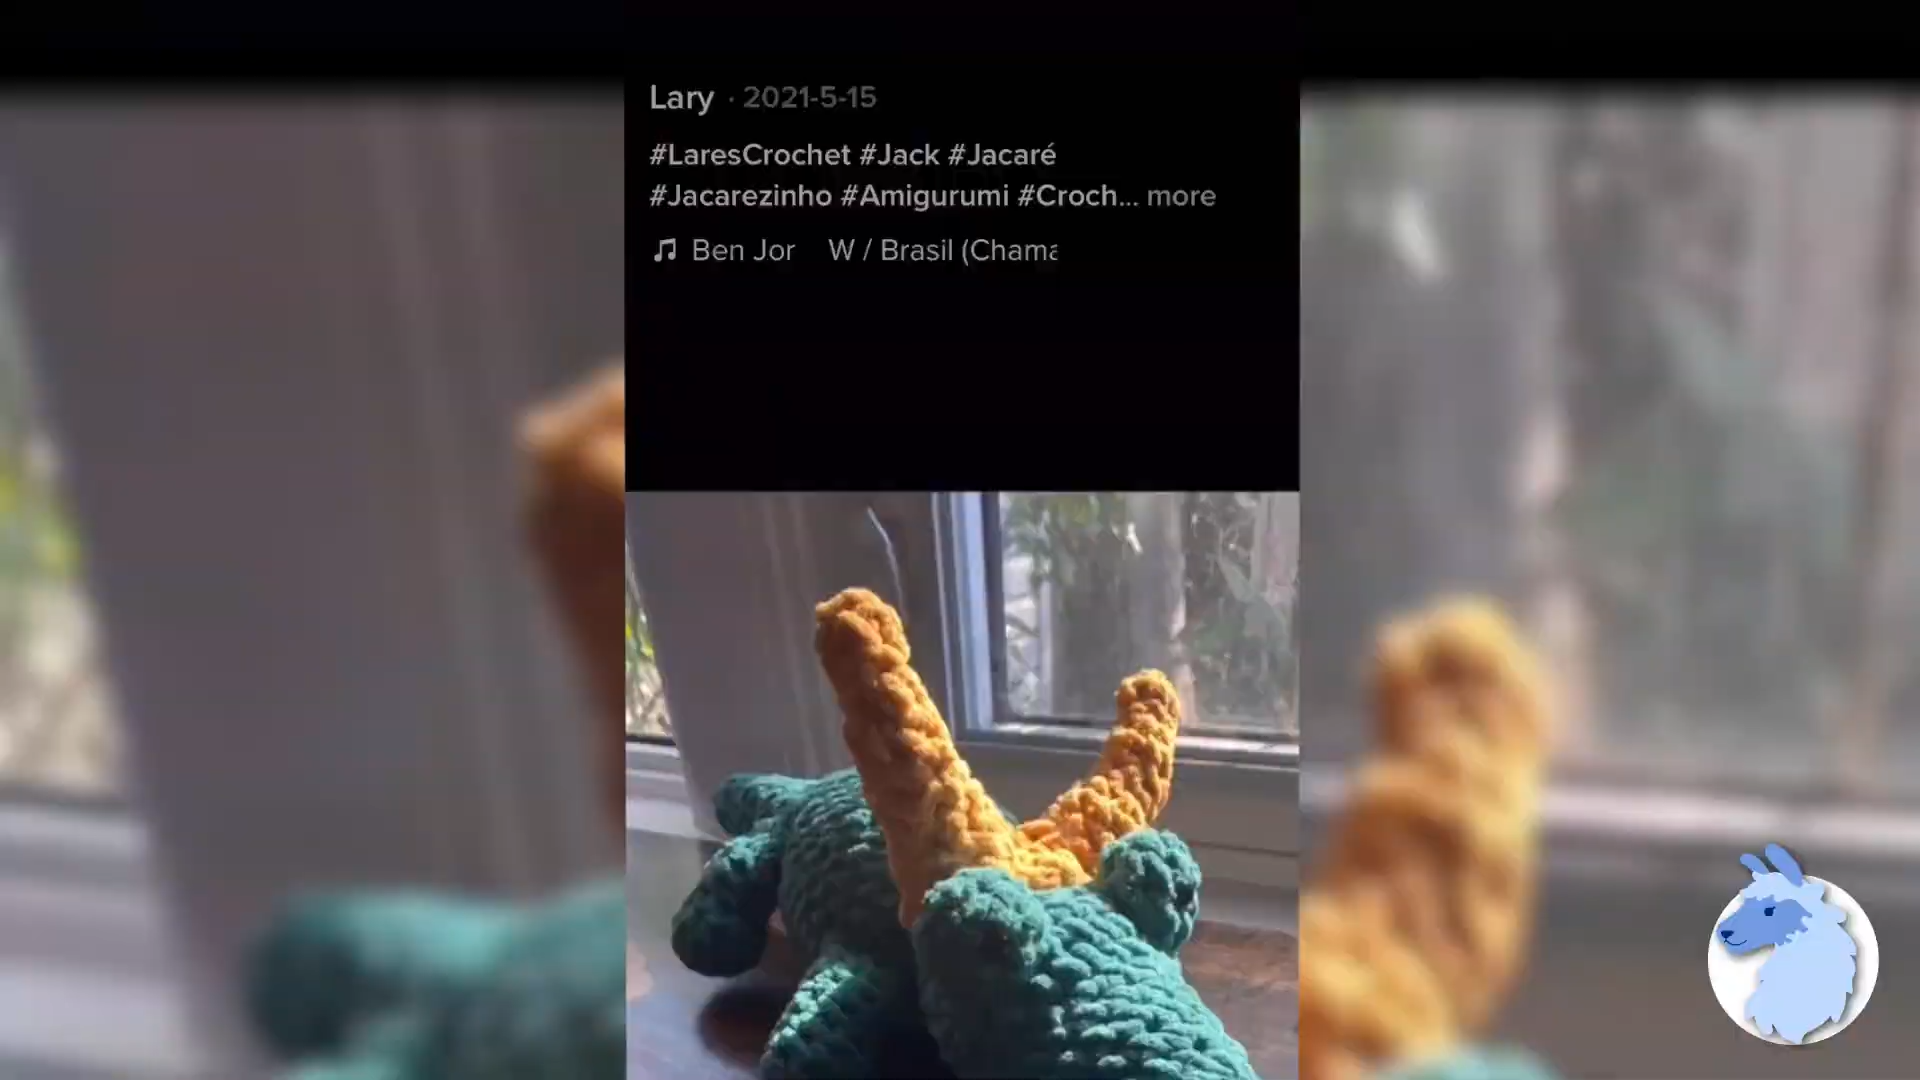 Lary · 2021-5-15
#LaresCrochet #Jack #Jacaré
#Jacarezinho #Amigurumi #Croch... more
Ben Jor W / Brasil (Chama